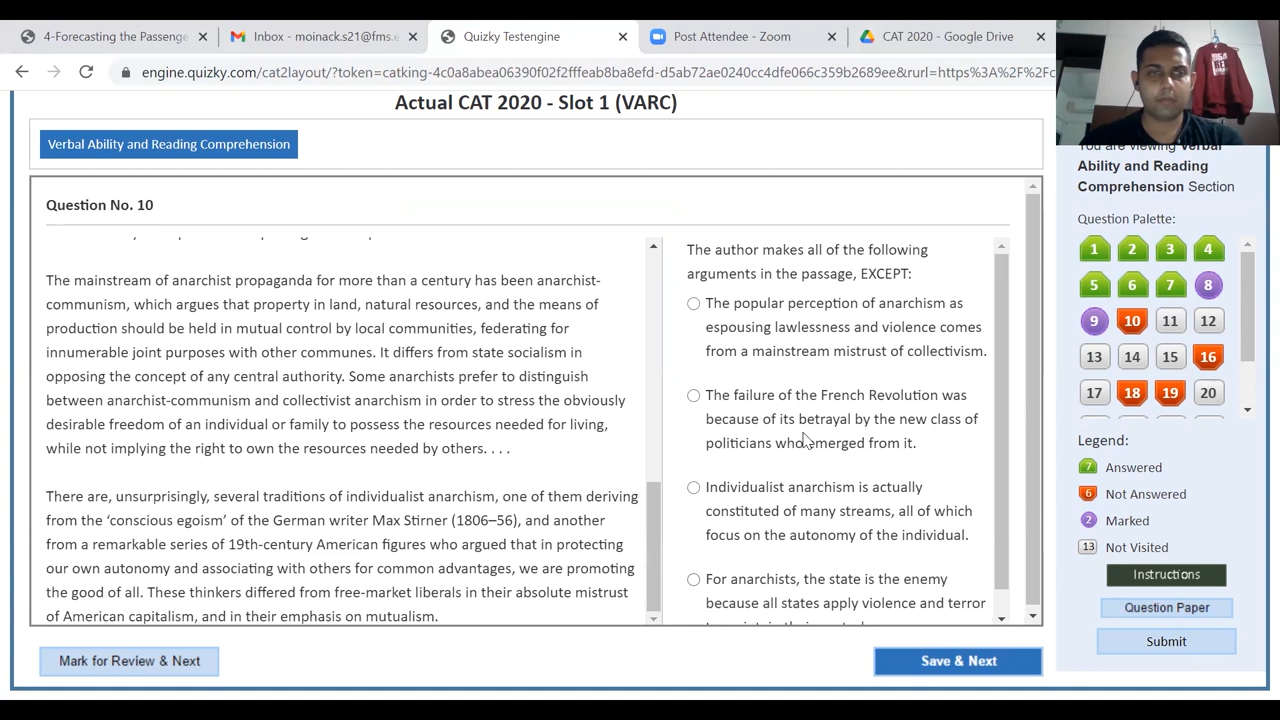 4-Forecasting the Passenge
Inbox - moinack.s21@fms.e
Quizky Testengine
Post Attendee - Zoom
CAT 2020 - Google Drive
engine.quizky.com/cat2layout/?token=catking-4c0a8abea06390f02f2fffeab8ba8efd-d5ab72ae0240cc4dfe066c359b2689ee&rurl=https%3A%2F%2Fc
Actual CAT 2020 - Slot 1 (VARC)
Verbal Ability and Reading Comprehension
Question No. 10
The mainstream of anarchist propaganda for more than a century has been anarchist-
communism, which argues that property in land, natural resources, and the means of
production should be held in mutual control by local communities, federating for
innumerable joint purposes with other communes. It differs from state socialism in
opposing the concept of any central authority. Some anarchists prefer to distinguish
between anarchist-communism and collectivist anarchism in order to stress the obviously
desirable freedom of an individual or family to possess the resources needed for living,
while not implying the right to own the resources needed by others. . . .
There are, unsurprisingly, several traditions of individualist anarchism, one of them deriving
from the ‘conscious egoism’ of the German writer Max Stirner (1806–56), and another
from a remarkable series of 19th-century American figures who argued that in protecting
our own autonomy and associating with others for common advantages, we are promoting
the good of all. These thinkers differed from free-market liberals in their absolute mistrust
of American capitalism, and in their emphasis on mutualism.
The author makes all of the following
arguments in the passage, EXCEPT:
The popular perception of anarchism as
espousing lawlessness and violence comes
from a mainstream mistrust of collectivism.
The failure of the French Revolution was
because of its betrayal by the new class of
politicians who emerged from it.
Individualist anarchism is actually
constituted of many streams, all of which
focus on the autonomy of the individual.
For anarchists, the state is the enemy
because all states apply violence and terror
Mark for Review & Next
Save & Next
You are viewing Verbal
Ability and Reading
Comprehension Section
Question Palette:
1 2 3 4
5 6 7 8
9 10 11 12
13 14 15 16
17 18 19 20
Legend:
7 Answered
6 Not Answered
2 Marked
13 Not Visited
Instructions
Question Paper
Submit